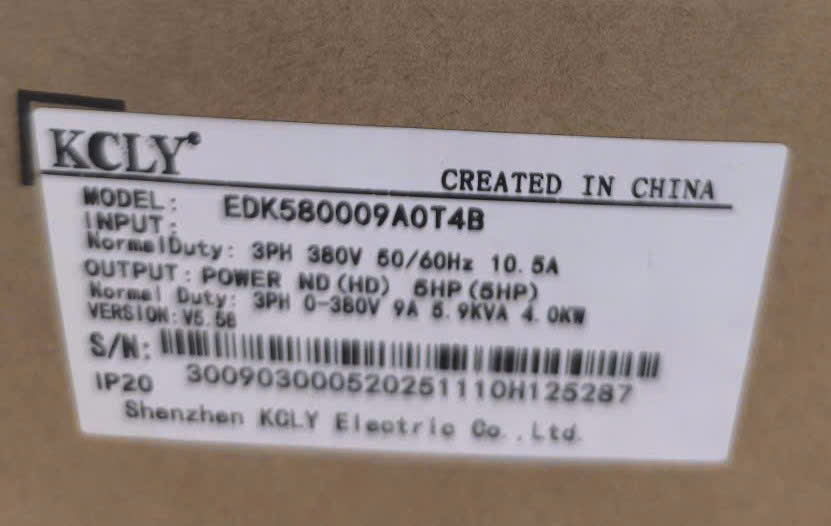 KCLY®
CREATED IN CHINA
MODEL: EDK580009A0T4B
INPUT:
NormalDuty: 3PH 380V 50/60Hz 10.5A
OUTPUT: POWER ND(HD) 5HP(5HP)
Normal Duty: 3PH 0-380V 9A 5.9KVA 4.0KW
VERSION: V5.56
S/N:
300903000520251110H125287
IP20
Shenzhen KCLY Electric Co.,Ltd.